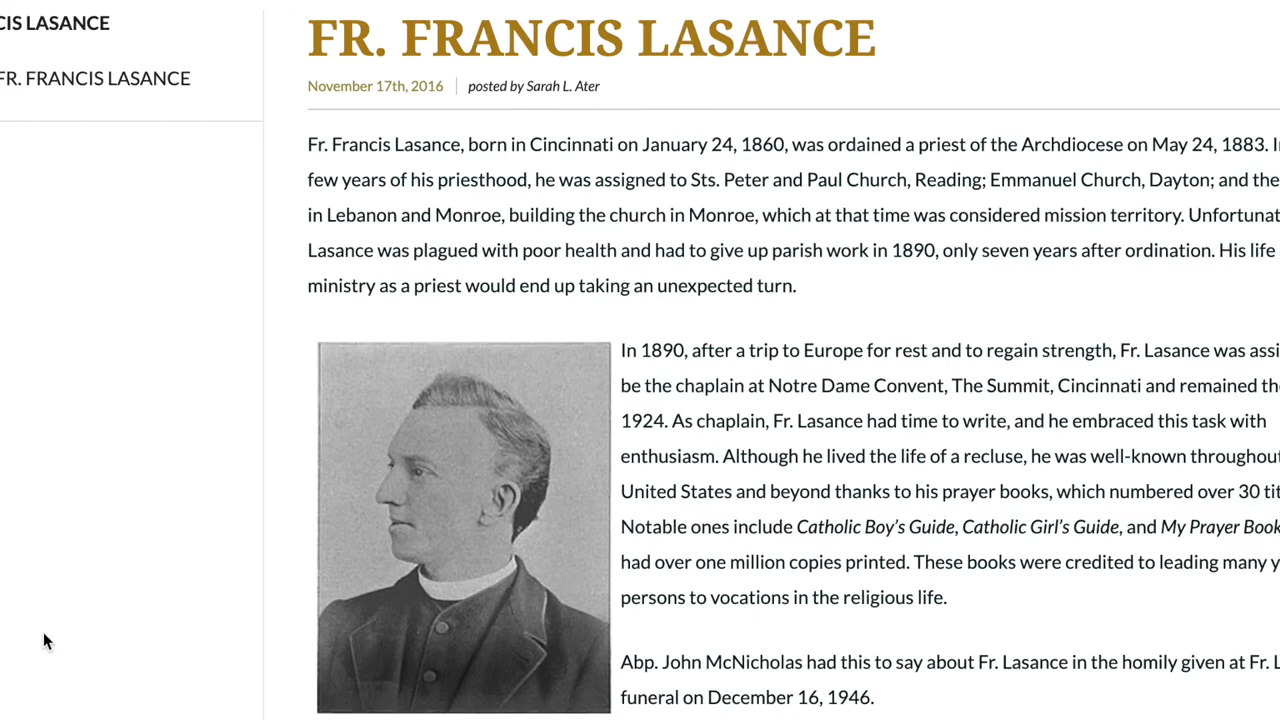 CIS LASANCE
FR. FRANCIS LASANCE
FR. FRANCIS LASANCE
November 17th, 2016 posted by Sarah L. Ater
Fr. Francis Lasance, born in Cincinnati on January 24, 1860, was ordained a priest of the Archdiocese on May 24, 1883. I
few years of his priesthood, he was assigned to Sts. Peter and Paul Church, Reading; Emmanuel Church, Dayton; and the
in Lebanon and Monroe, building the church in Monroe, which at that time was considered mission territory. Unfortunat
Lasance was plagued with poor health and had to give up parish work in 1890, only seven years after ordination. His life
ministry as a priest would end up taking an unexpected turn.
In 1890, after a trip to Europe for rest and to regain strength, Fr. Lasance was assi
be the chaplain at Notre Dame Convent, The Summit, Cincinnati and remained th
1924. As chaplain, Fr. Lasance had time to write, and he embraced this task with
enthusiasm. Although he lived the life of a recluse, he was well-known throughout
United States and beyond thanks to his prayer books, which numbered over 30 tit
Notable ones include Catholic Boy’s Guide, Catholic Girl’s Guide, and My Prayer Book
had over one million copies printed. These books were credited to leading many y
persons to vocations in the religious life.
Abp. John McNicholas had this to say about Fr. Lasance in the homily given at Fr. L
funeral on December 16, 1946.